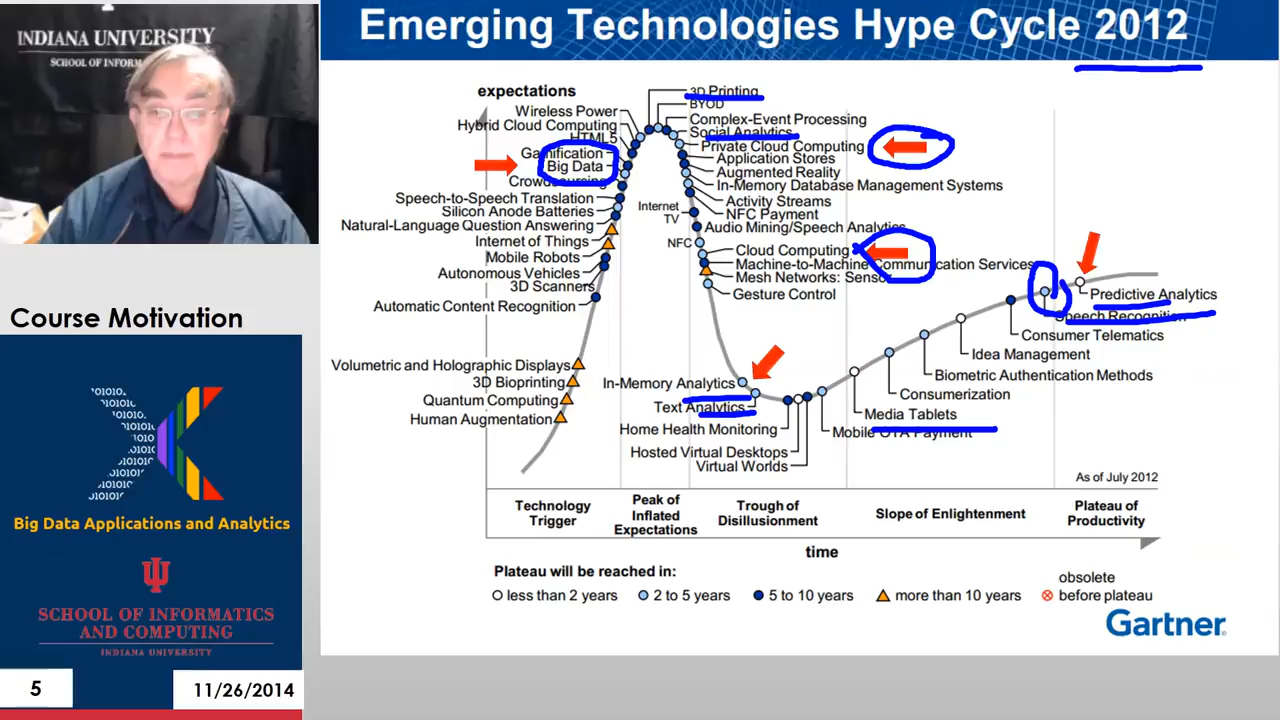 INDIANA UNIVERSITY
SCHOOL OF INFORM
Emerging Technologies Hype Cycle 2012
expectations
3D Printing
BYOD
Wireless Power
Complex-Event Processing
Hybrid Cloud Computing
Social Analytics
HTML5
Private Cloud Computing
Gamification
Application Stores
Big Data
Augmented Reality
Crowdsourcing
In-Memory Database Management Systems
Speech-to-Speech Translation
Activity Streams
Silicon Anode Batteries
Internet
TV
NFC Payment
Natural-Language Question Answering
Audio Mining/Speech Analytics
Internet of Things
NFC
Cloud Computing
Mobile Robots
Machine-to-Machine Communication Services
Autonomous Vehicles
Mesh Networks: Sensor
3D Scanners
Gesture Control
Automatic Content Recognition
Predictive Analytics
Speech Recognition
Consumer Telematics
Idea Management
Volumetric and Holographic Displays
Biometric Authentication Methods
3D Bioprinting
In-Memory Analytics
Consumerization
Quantum Computing
Text Analytics
Media Tablets
Human Augmentation
Home Health Monitoring
Mobile OTA Payment
Hosted Virtual Desktops
Virtual Worlds
As of July 2012
Technology
Trigger
Peak of
Inflated
Expectations
Trough of
Disillusionment
Slope of Enlightenment
Plateau of
Productivity
time
Plateau will be reached in:
less than 2 years
2 to 5 years
5 to 10 years
more than 10 years
obsolete
before plateau
Gartner
Course Motivation
Big Data Applications and Analytics
SCHOOL OF INFORMATICS
AND COMPUTING
INDIANA UNIVERSITY
5
11/26/2014